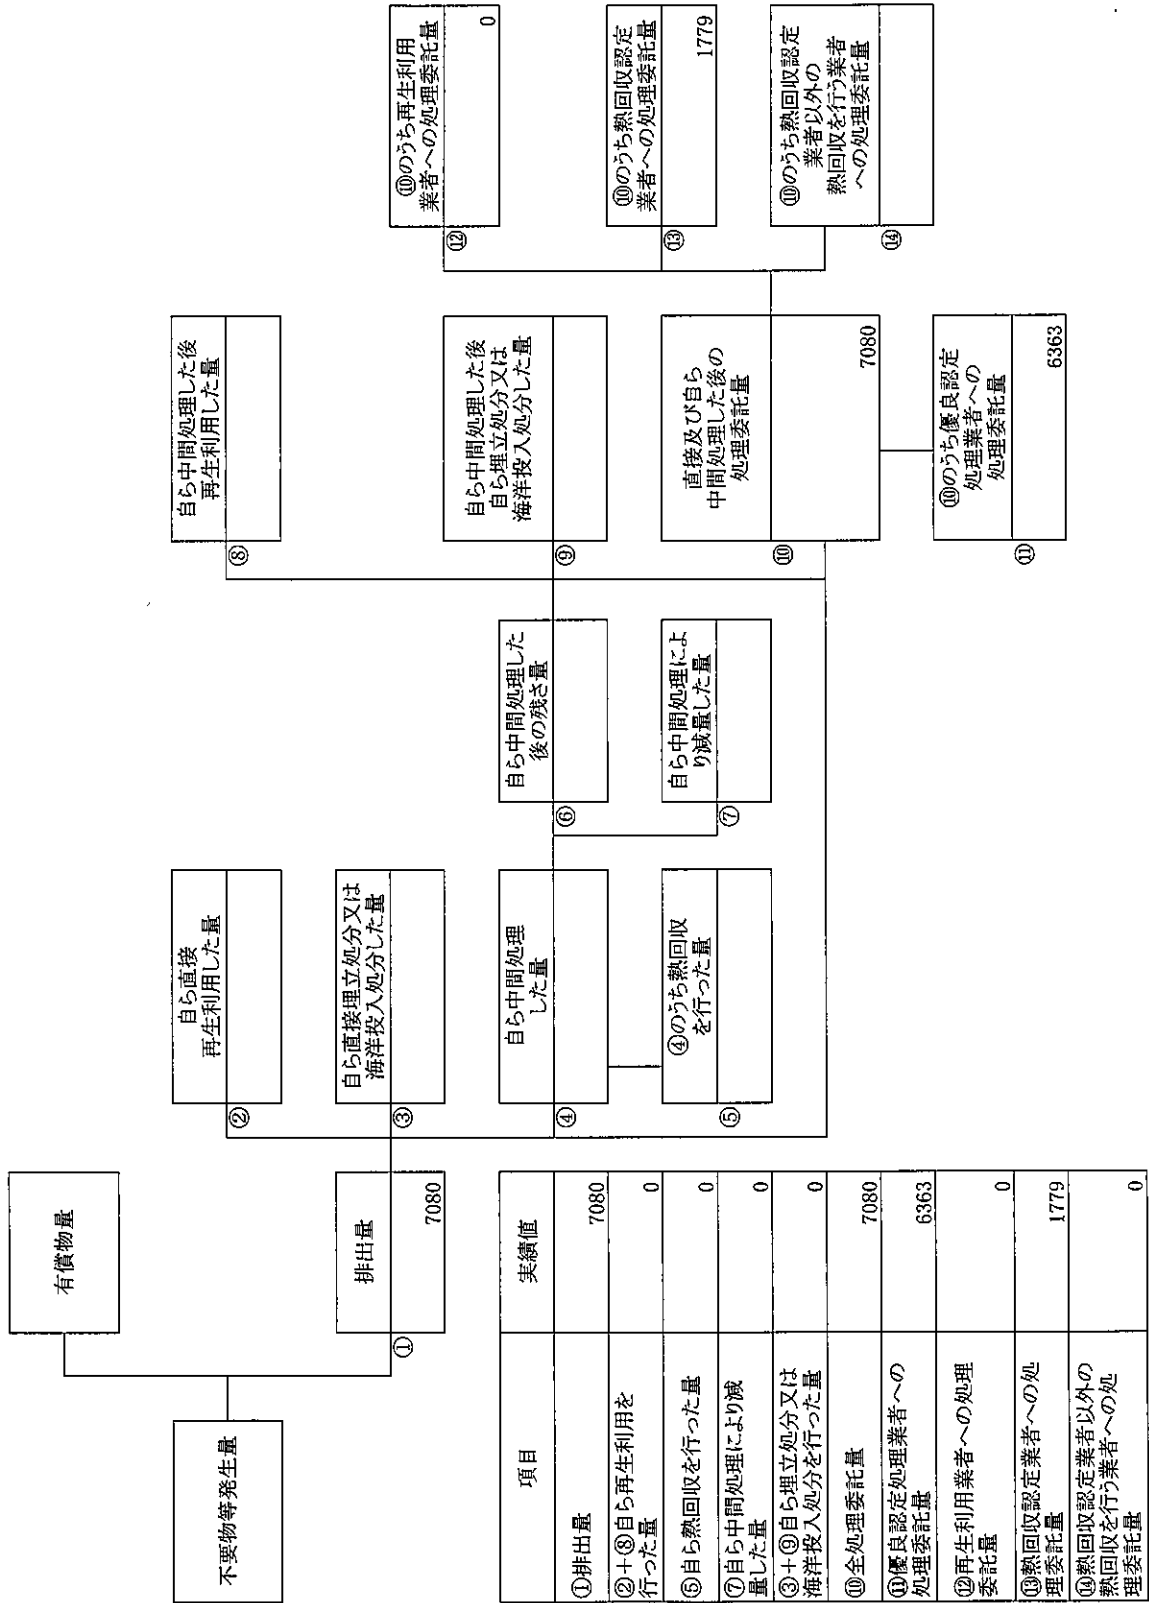 不要物等発生量
有償物量
排出量
①
7080
自ら直接
再生利用した量
②
自ら直接埋立処分又は
海洋投入処分した量
③
自ら中間処理
した量
④
④のうち熱回収
を行った量
⑤
自ら中間処理した
後の残さ量
⑥
自ら中間処理によ
り減量した量
⑦
自ら中間処理した後
再生利用した量
⑧
自ら中間処理した後
自ら埋立処分又は
海洋投入処分した量
⑨
直接及び自ら
中間処理した後の
処理委託量
⑩
7080
⑩のうち優良認定
処理業者への
処理委託量
⑪
6363
⑩のうち再生利用
業者への処理委託量
⑫
0
⑩のうち熱回収認定
業者への処理委託量
⑬
1779
⑩のうち熱回収認定
業者以外の
熱回収を行う業者
への処理委託量
⑭
項目 実績値
①排出量 7080
②+⑧自ら再生利用を
行った量 0
⑤自ら熱回収を行った量 0
⑦自ら中間処理により減
量した量 0
③+⑨自ら埋立処分又は
海洋投入処分を行った量 0
⑩全処理委託量 7080
⑪優良認定処理業者への
処理委託量 6363
⑫再生利用業者への処理
委託量 0
⑬熱回収認定業者への処
理委託量 1779
⑭熱回収認定業者以外の
熱回収を行う業者への処
理委託量 0